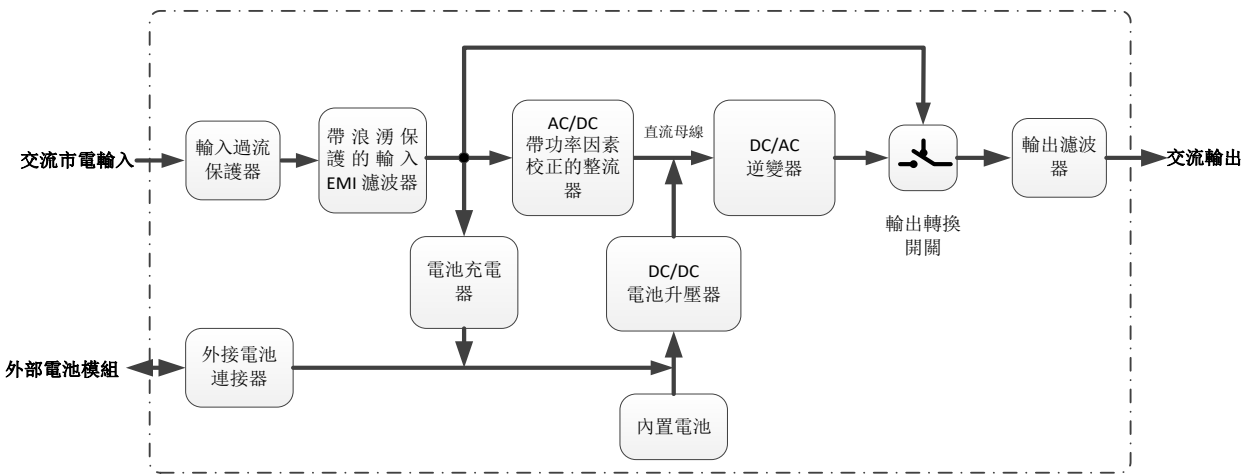 交流市電輸入
輸入過流
保護器
帶浪湧保
護的輸入
EMI 濾波器
AC/DC
帶功率因素
校正的整流
器
直流母線
DC/AC
逆變器
輸出轉換
開關
輸出濾波
器
交流輸出
電池充電
器
DC/DC
電池升壓器
外部電池模組
外接電池
連接器
內置電池